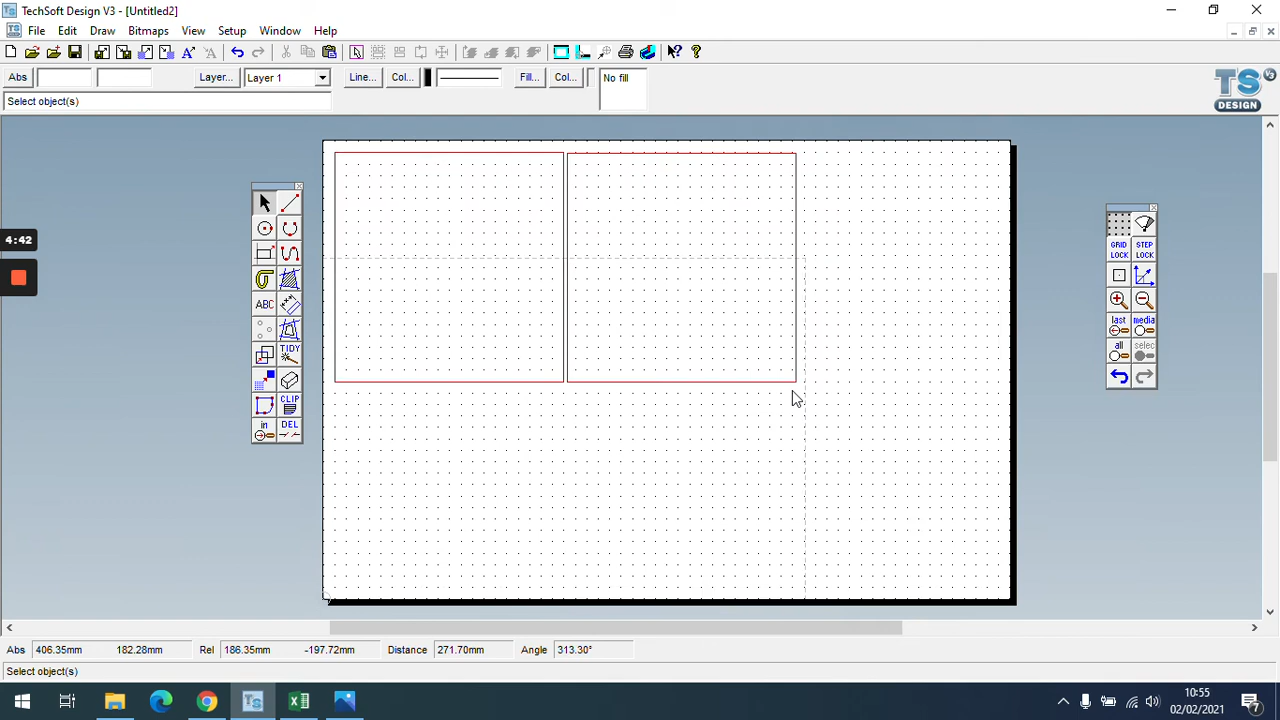 TechSoft Design V3 - [Untitled2]
File Edit Draw Bitmaps View Setup Window Help
Abs Layer... Layer 1 Line... Col... Fill... Col... No fill
Select object(s)
TS V3
DESIGN
4:42
ABC
TIDY
CLIP
in DEL
GRID LOCK STEP LOCK
last media
all selec
Abs 406.35mm 182.28mm Rel 186.35mm -197.72mm Distance 271.70mm Angle 313.30°
Select object(s)
10:55
02/02/2021
7